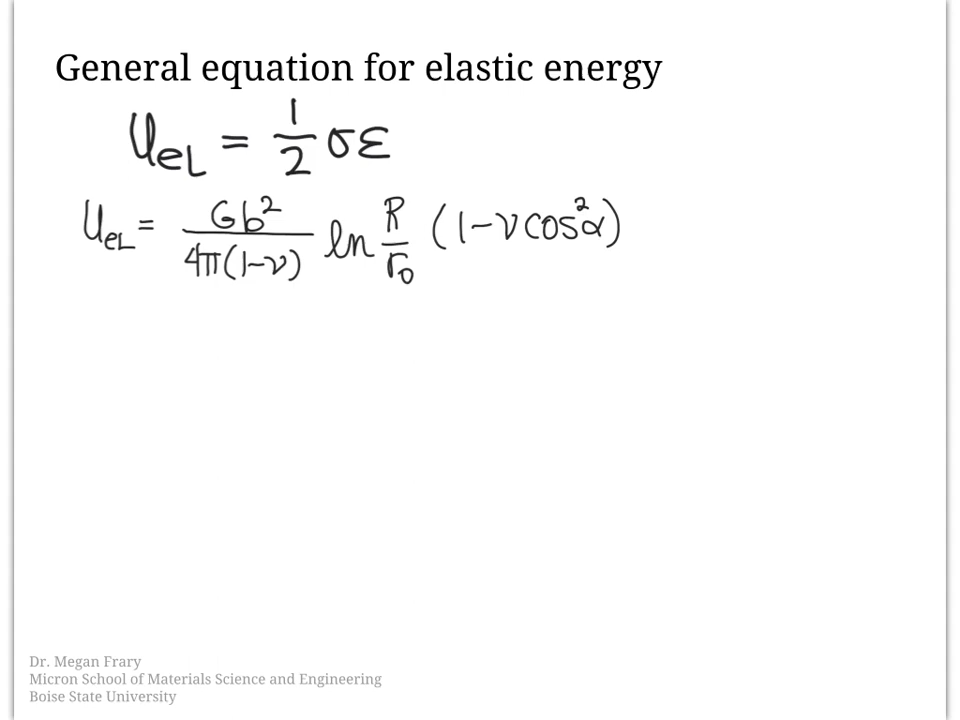 General equation for elastic energy
U_eL = 1/2 σε
U_eL = Gb²/4π(1-ν) ln R/r₀ (1-ν cos²α)
Dr. Megan Frary
Micron School of Materials Science and Engineering
Boise State University